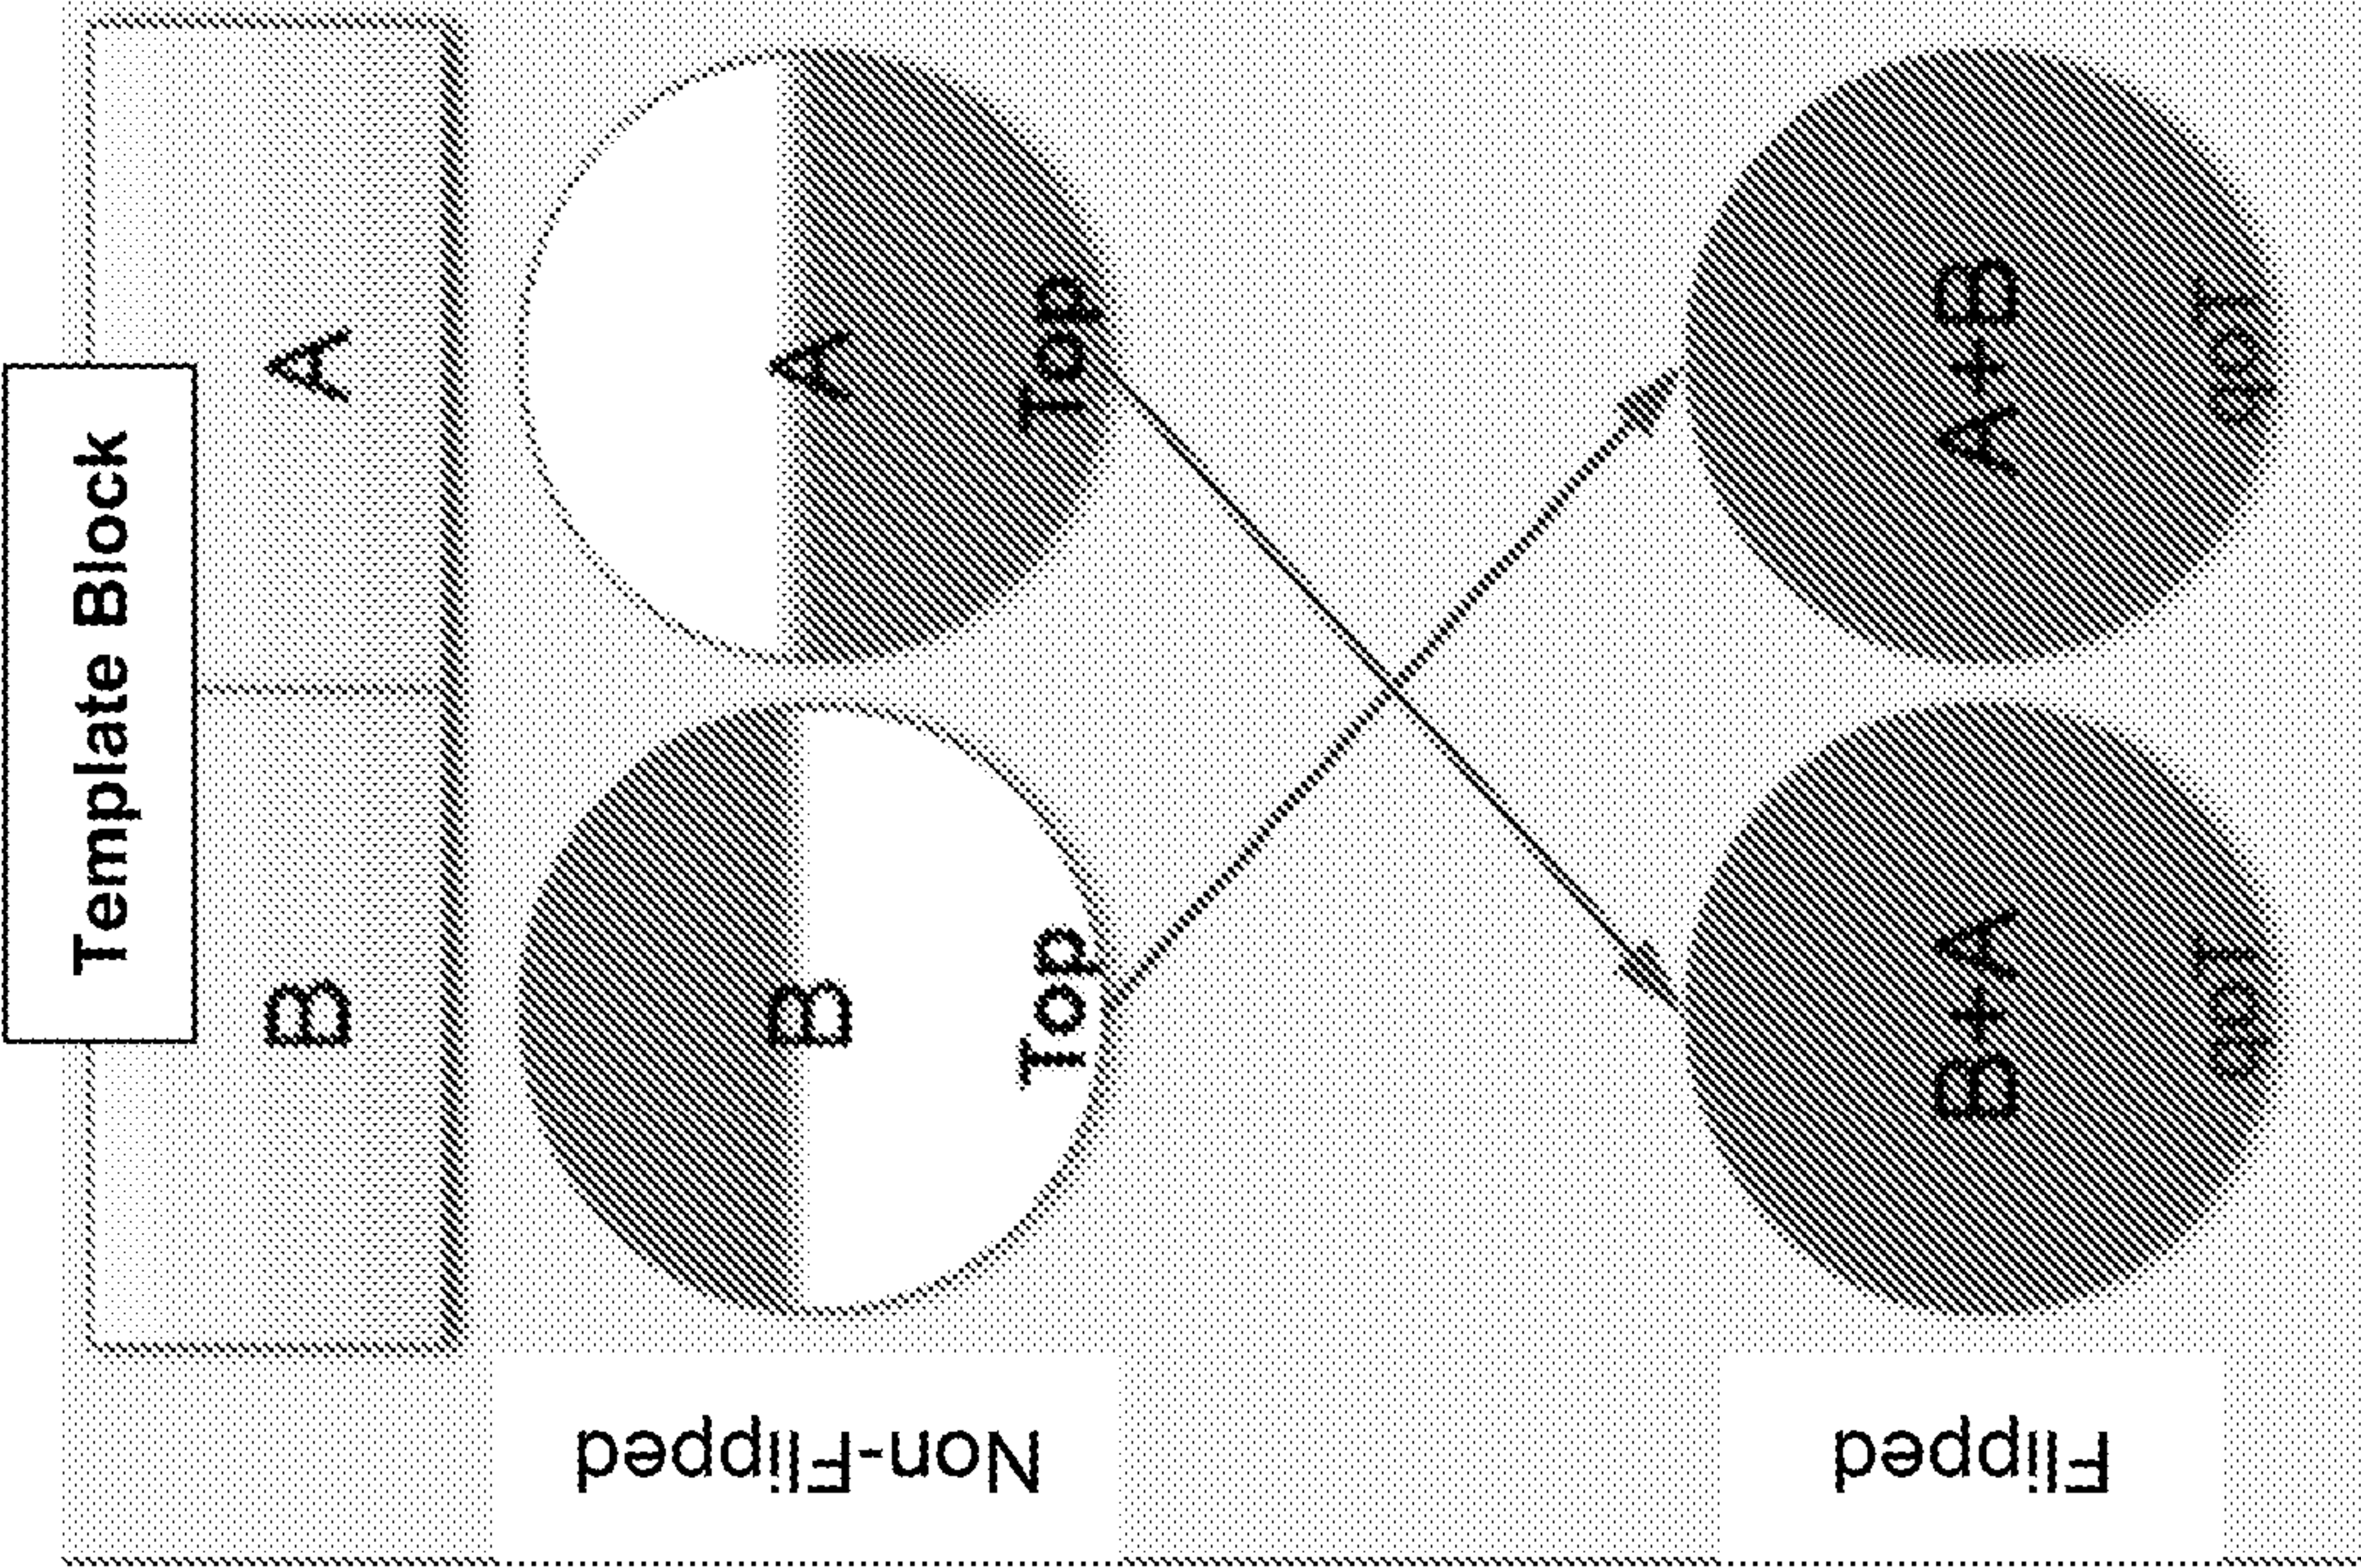 Template Block
B
A
B
Top
A
Top
B+A
Top
A+B
Top
Non-Flipped
Flipped